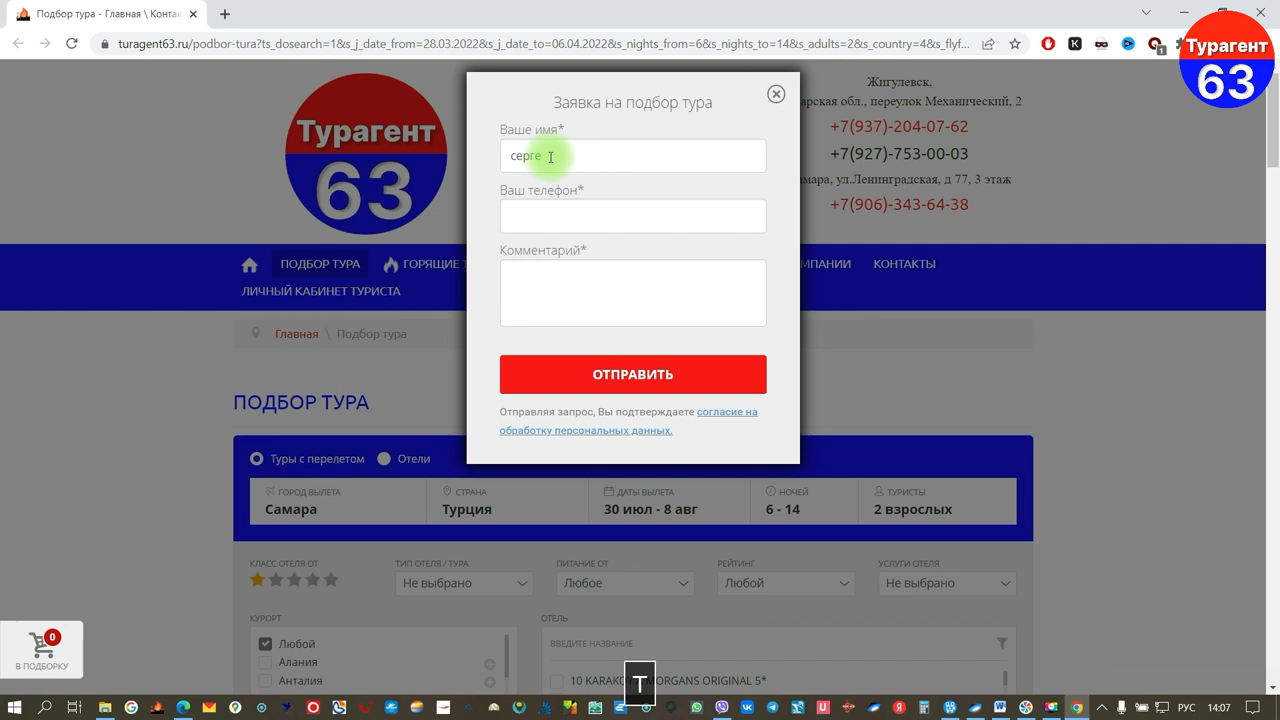 Подбор тура - Главная \ Контак
turagent63.ru/podbor-tura?ts_dosearch=1&s_j_date_from=28.03.2022&s_j_date_to=06.04.2022&s_nights_from=6&s_nights_to=14&s_adults=2&s_country=4&s_flyf...
Турагент
63
Турагент
63
Жигулевск,
арская обл., переулок Механический, 2
+7(937)-204-07-62
+7(927)-753-00-03
амара, ул.Ленинградская, д 77, 3 этаж
+7(906)-343-64-38
Заявка на подбор тура
Ваше имя*
серге
Ваш телефон*
Комментарий*
ОТПРАВИТЬ
Отправляя запрос, Вы подтверждаете согласие на
обработку персональных данных.
ПОДБОР ТУРА
ГОРЯЩИЕ Т
МПАНИИ
КОНТАКТЫ
ЛИЧНЫЙ КАБИНЕТ ТУРИСТА
Главная \ Подбор тура
ПОДБОР ТУРА
Туры с перелетом
Отели
ГОРОД ВЫЛЕТА
Самара
СТРАНА
Турция
ДАТЫ ВЫЛЕТА
30 июл - 8 авг
НОЧЕЙ
6 - 14
ТУРИСТЫ
2 взрослых
КЛАСС ОТЕЛЯ ОТ
ТИП ОТЕЛЯ / ТУРА
Не выбрано
ПИТАНИЕ ОТ
Любое
РЕЙТИНГ
Любой
УСЛУГИ ОТЕЛЯ
Не выбрано
КУРОРТ
Любой
Алания
Анталия
ОТЕЛЬ
ВВЕДИТЕ НАЗВАНИЕ
MORGANS ORIGINAL 5*
0
В ПОДБОРКУ
T
РУС
14:07